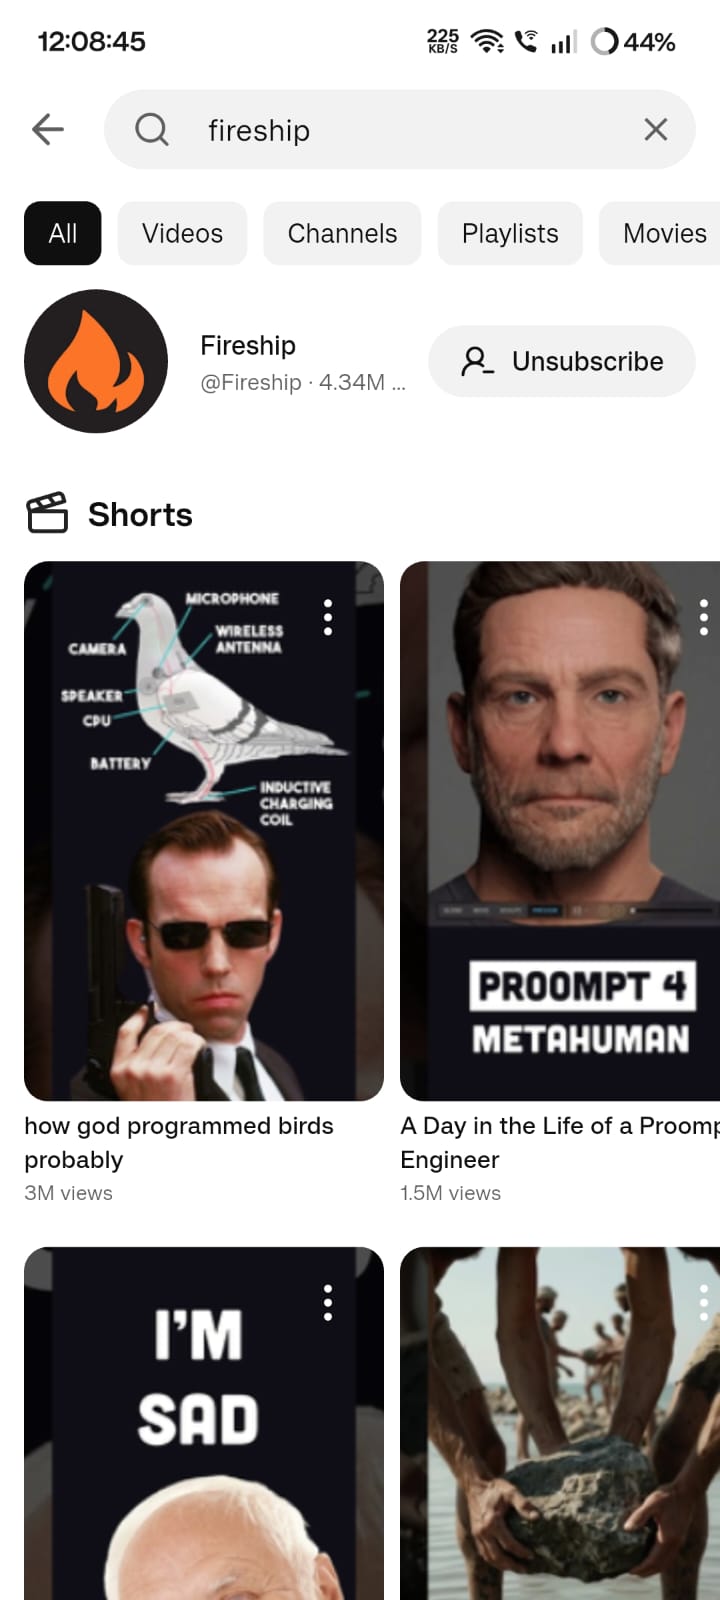 12:08:45
225
KB/S
44%
fireship
All
Videos
Channels
Playlists
Movies
Fireship
@Fireship · 4.34M ...
Unsubscribe
Shorts
MICROPHONE
WIRELESS
ANTENNA
CAMERA
SPEAKER
CPU
BATTERY
INDUCTIVE
CHARGING
COIL
PROOMPT 4
METAHUMAN
how god programmed birds
probably
3M views
A Day in the Life of a Proomp
Engineer
1.5M views
I'M
SAD